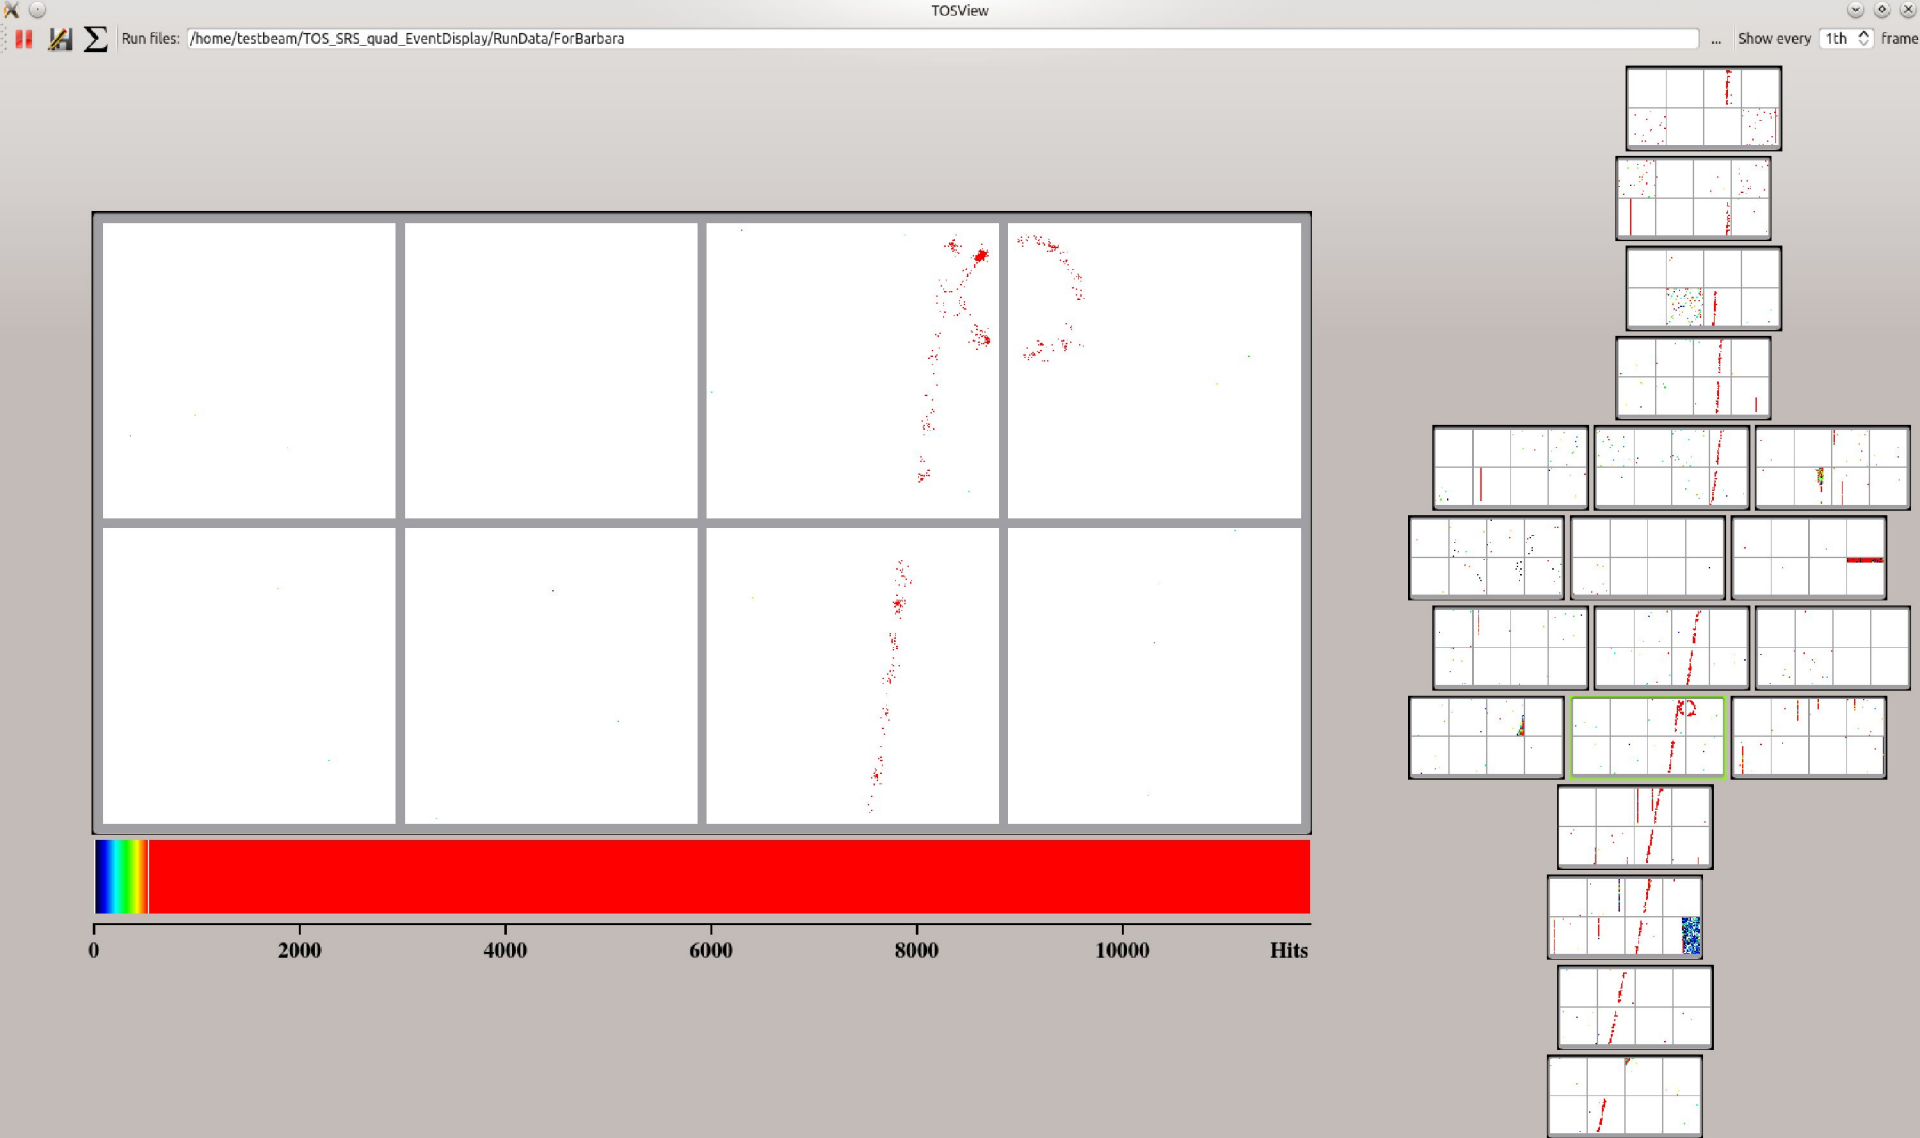 TOSView
Run files: /home/testbeam/TOS_SRS_quad_EventDisplay/RunData/ForBarbara ... Show every 1th frame
0 2000 4000 6000 8000 10000 Hits